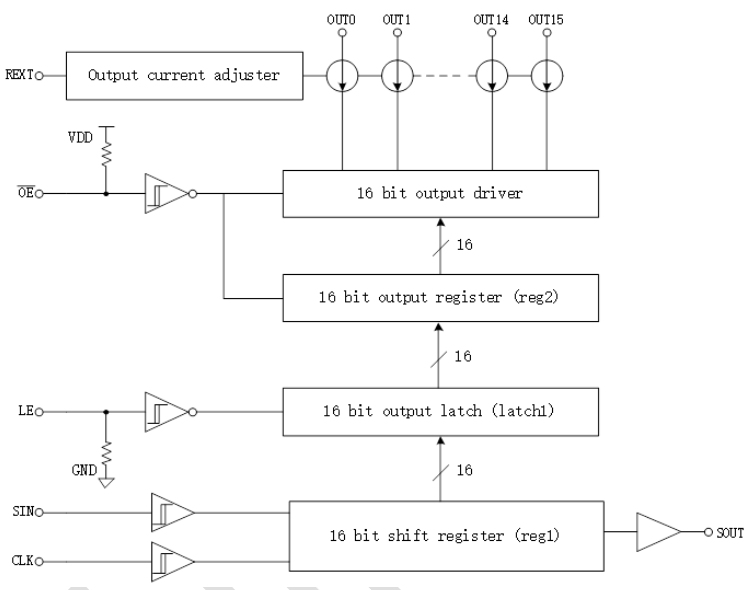 OUT0 OUT1 OUT14 OUT15
REXT Output current adjuster
VDD
OE 16 bit output driver
16
16 bit output register (reg2)
16
LE 16 bit output latch (latch1)
GND 16
SIN
16 bit shift register (reg1) SOUT
CLK